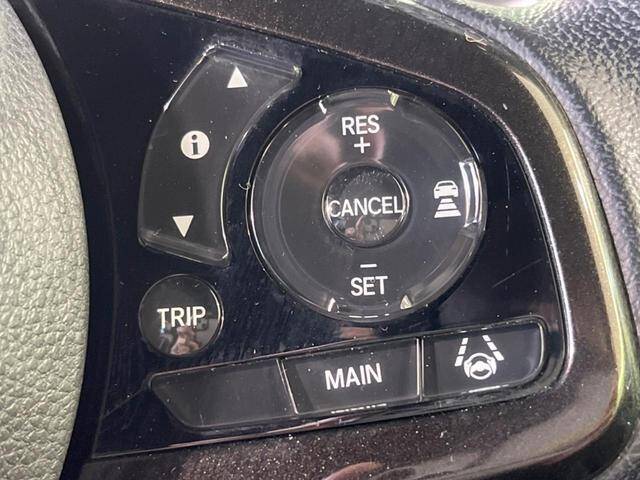 RES
+
CANCEL
−
SET
TRIP
MAIN